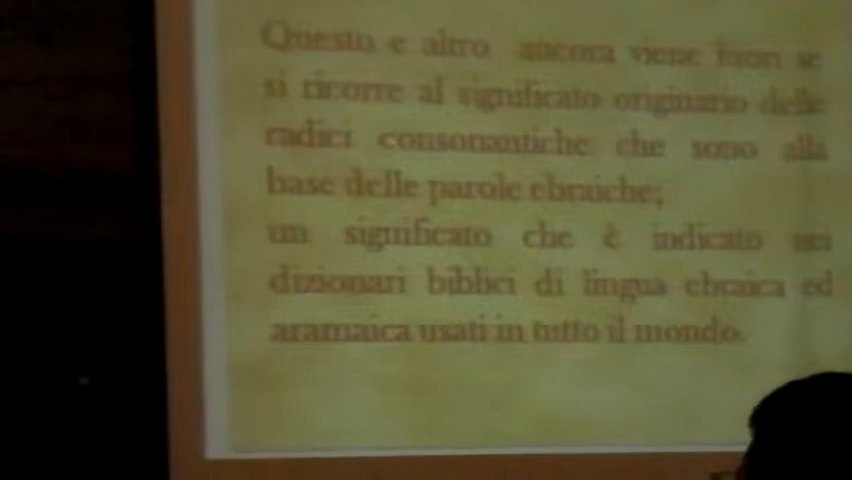 Questo e altro ancora viene fuori se
si ricorre al significato originario delle
radici consonantiche che sono alla
base delle parole ebraiche;
un significato che è indicato nei
dizionari biblici di lingua ebraica ed
aramaica usati in tutto il mondo.